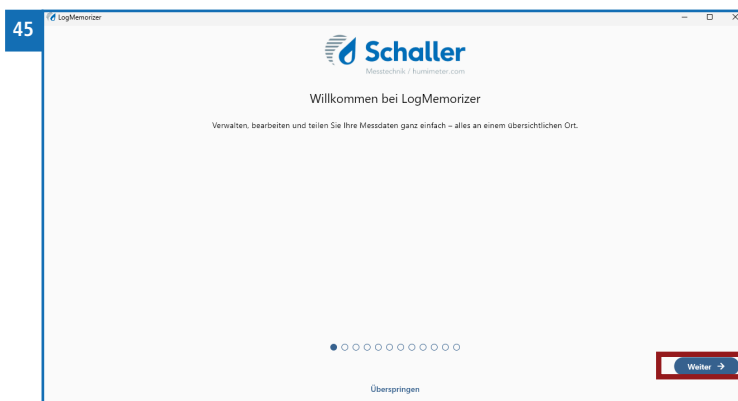 45
LogMemorizer
Schaller
Messtechnik / humimeter.com
Willkommen bei LogMemorizer
Verwalten, bearbeiten und teilen Sie Ihre Messdaten ganz einfach – alles an einem übersichtlichen Ort.
Weiter →
Überspringen